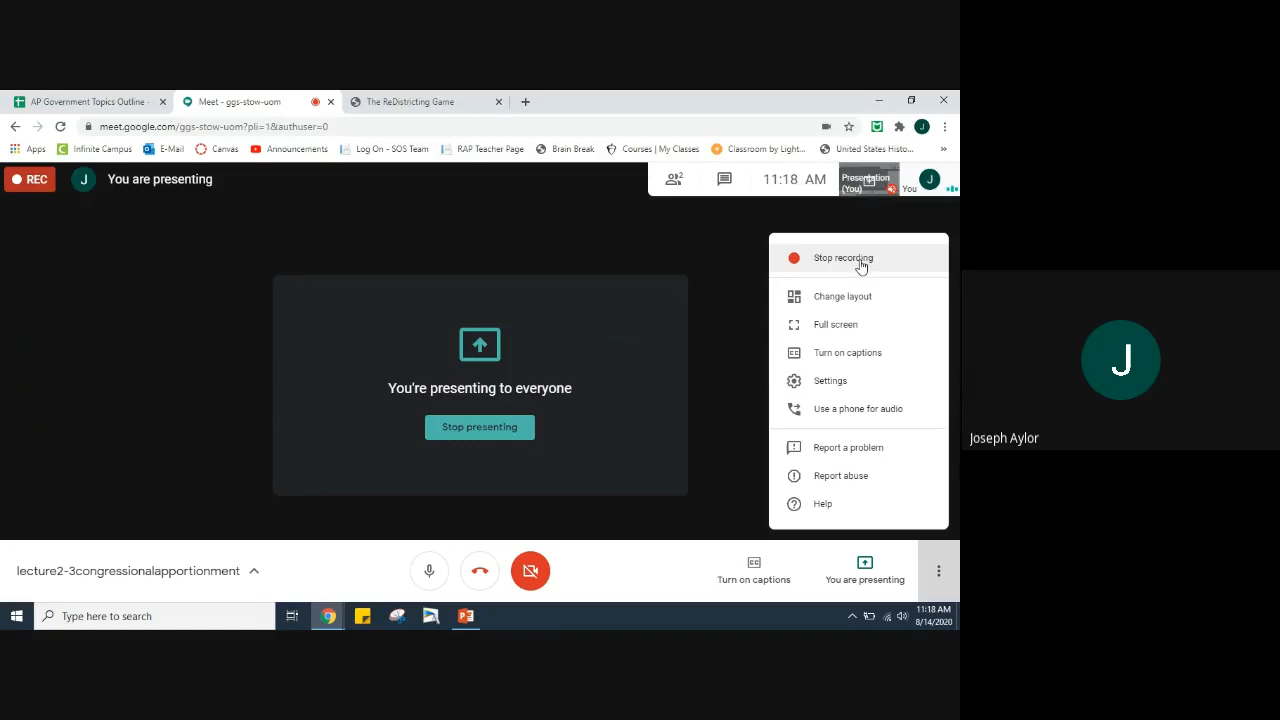 AP Government Topics Outline -
Meet - ggs-stow-uom
The ReDistricting Game
meet.google.com/ggs-stow-uom?pli=1&authuser=0
J
Apps
Infinite Campus
E-Mail
Canvas
Announcements
Log On - SOS Team
RAP Teacher Page
Brain Break
Courses | My Classes
Classroom by Light...
United States Histo...
»
REC
J
You are presenting
2
11:18 AM
Presentation
(You)
You
J
Stop recording
Change layout
Full screen
Turn on captions
Settings
Use a phone for audio
Report a problem
Report abuse
Help
You're presenting to everyone
Stop presenting
J
Joseph Aylor
lecture2-3congressionalapportionment
Turn on captions
You are presenting
Type here to search
11:18 AM
8/14/2020